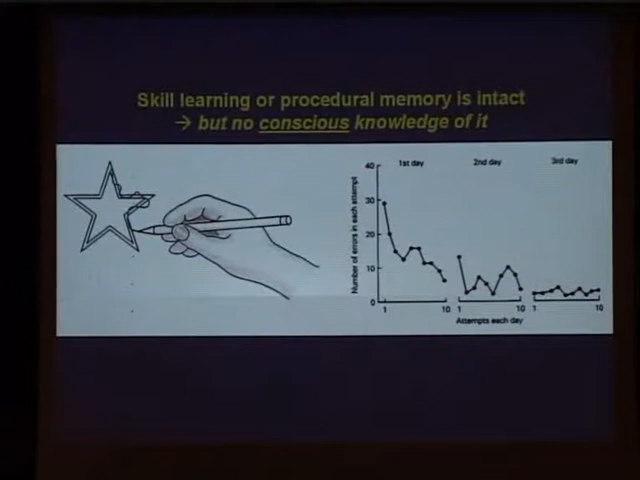 Skill learning or procedural memory is intact
→ but no conscious knowledge of it
1st day
2nd day
3rd day
Number of errors in each attempt
40
30
20
10
0
1
10
1
10
1
10
Attempts each day